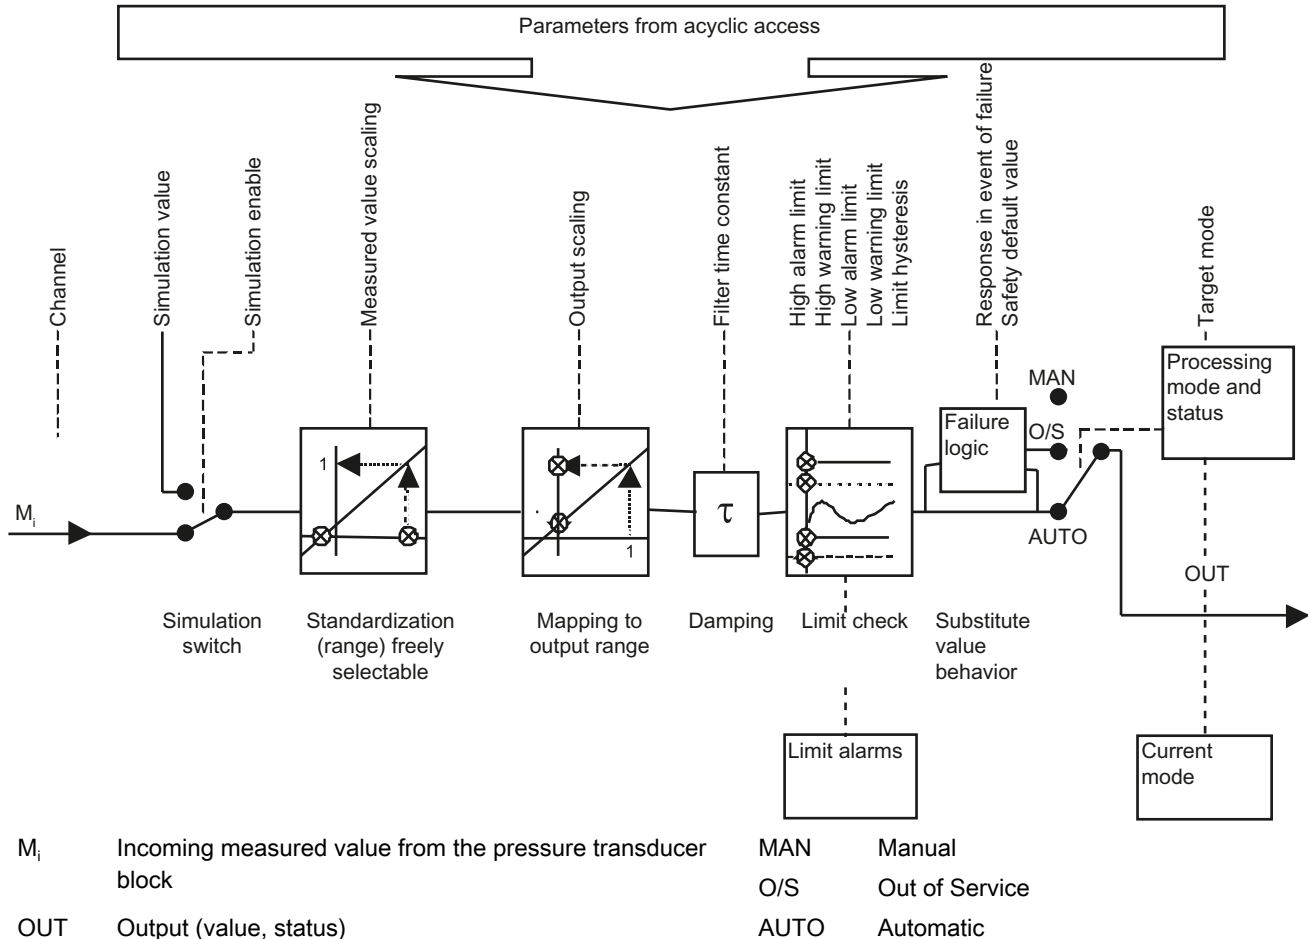 Parameters from acyclic access
Channel
Simulation value
Simulation enable
Measured value scaling
Output scaling
Filter time constant
High alarm limit
High warning limit
Low alarm limit
Low warning limit
Limit hysteresis
Response in event of failure
Safety default value
Target mode
Processing
mode and
status
MAN
Failure
logic
O/S
1
M_i
τ
AUTO
1
OUT
Simulation
switch
Standardization
(range) freely
selectable
Mapping to
output range
Damping
Limit check
Substitute
value
behavior
Limit alarms
Current
mode
M_i Incoming measured value from the pressure transducer
block
OUT Output (value, status)
MAN Manual
O/S Out of Service
AUTO Automatic